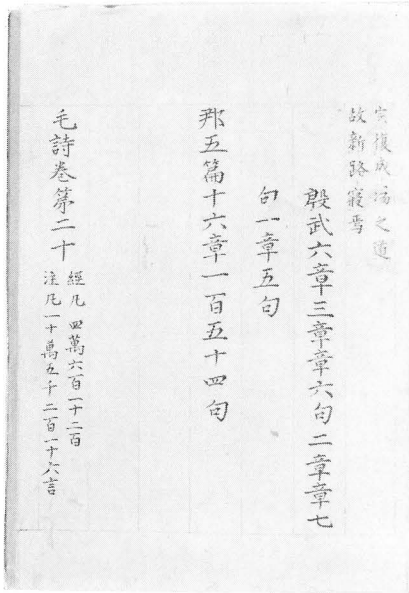 宗復成湯之道
故新路寢焉
殷武六章三章章六句二章章七
句一章五句
那五篇十六章一百五十四句
毛詩卷第二十
經凡四萬六百一十二百
注凡一十萬五千二百一十六言